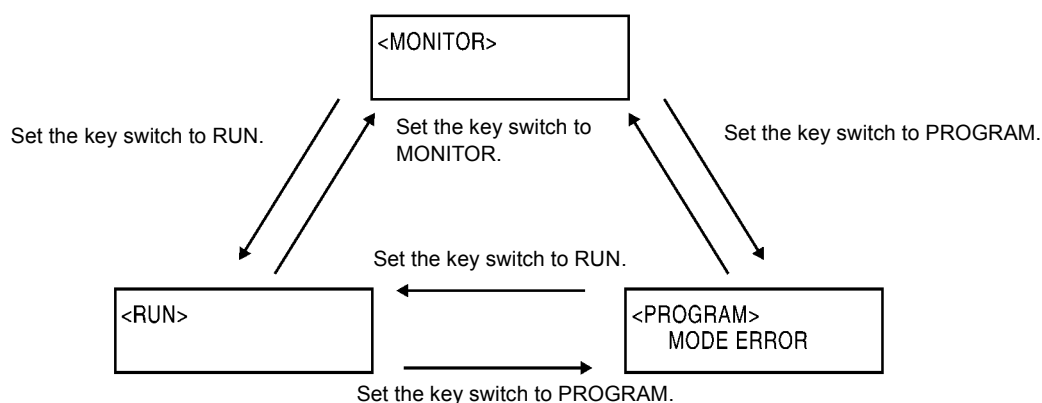 <MONITOR>
Set the key switch to RUN.
Set the key switch to
MONITOR.
Set the key switch to PROGRAM.
Set the key switch to RUN.
<RUN>
<PROGRAM>
MODE ERROR
Set the key switch to PROGRAM.